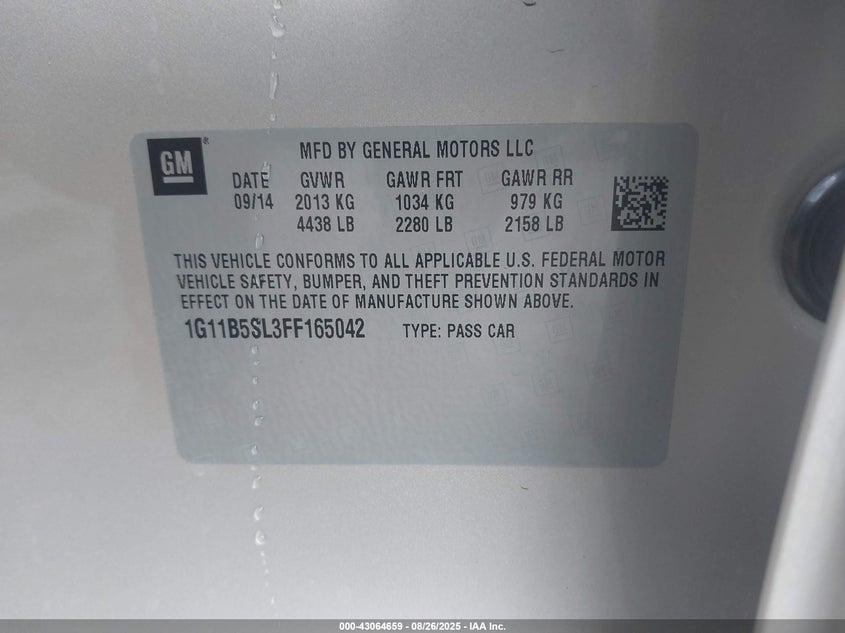 GM
MFD BY GENERAL MOTORS LLC
DATE GVWR GAWR FRT GAWR RR
09/14 2013 KG 1034 KG 979 KG
4438 LB 2280 LB 2158 LB
THIS VEHICLE CONFORMS TO ALL APPLICABLE U.S. FEDERAL MOTOR
VEHICLE SAFETY, BUMPER, AND THEFT PREVENTION STANDARDS IN
EFFECT ON THE DATE OF MANUFACTURE SHOWN ABOVE.
1G11B5SL3FF165042 TYPE: PASS CAR
000-43064659 - 08/26/2025 - IAA Inc.